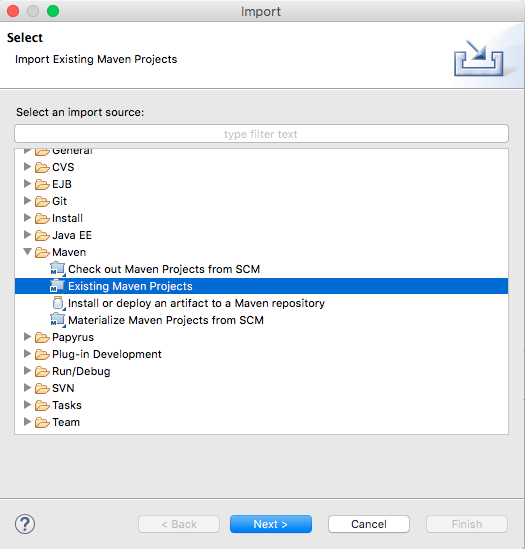 Import
Select
Import Existing Maven Projects
Select an import source:
type filter text
General
CVS
EJB
Git
Install
Java EE
Maven
Check out Maven Projects from SCM
Existing Maven Projects
Install or deploy an artifact to a Maven repository
Materialize Maven Projects from SCM
Papyrus
Plug-in Development
Run/Debug
SVN
Tasks
Team
? < Back Next > Cancel Finish